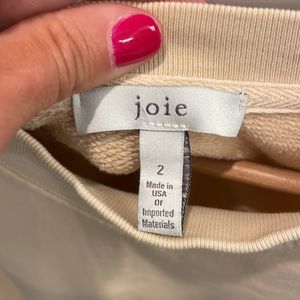 joie
2
Made in
USA
Of
Imported
Materials